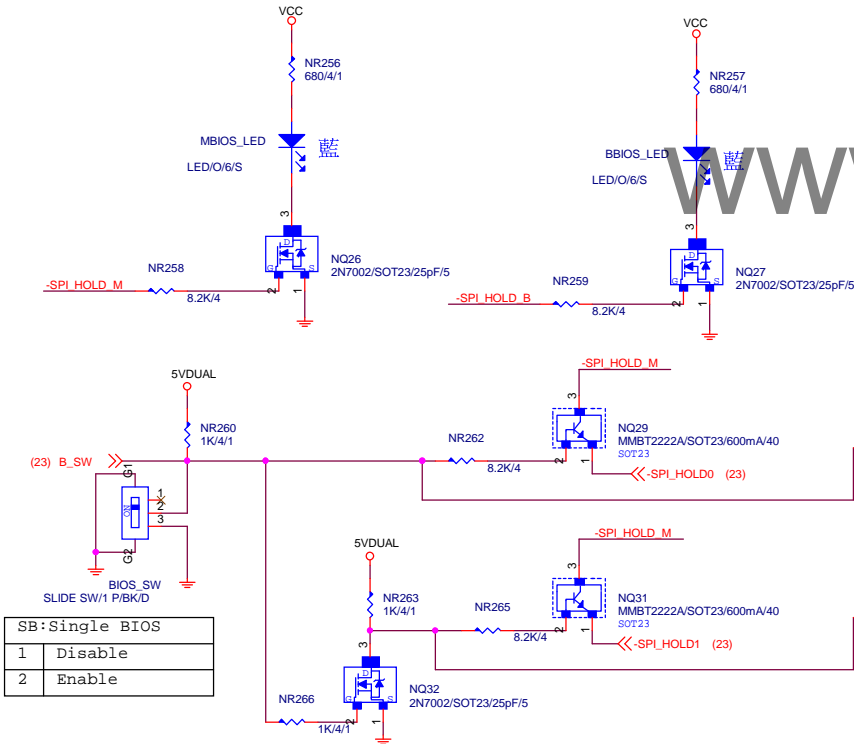 VCC
NR256
680/4/1
MBIOS_LED
藍
LED/O/6/S
3
D
G
S
NQ26
2N7002/SOT23/25pF/5
NR258
-SPI_HOLD_M
8.2K/4
2
1
VCC
NR257
680/4/1
WW
BBIOS_LED
藍
LED/O/6/S
3
D
G
S
NQ27
2N7002/SOT23/25pF/5
NR259
-SPI_HOLD_B
8.2K/4
2
1
5VDUAL
NR260
1K/4/1
(23) B_SW
G1
1
2
3
ON
G2
BIOS_SW
SLIDE SW/1 P/BK/D
NR262
8.2K/4
-SPI_HOLD_M
3
NQ29
MMBT2222A/SOT23/600mA/40
SOT23
2
1
-SPI_HOLD0 (23)
5VDUAL
NR263
1K/4/1
NR265
8.2K/4
-SPI_HOLD_M
3
NQ31
MMBT2222A/SOT23/600mA/40
SOT23
2
1
-SPI_HOLD1 (23)
3
D
G
S
NQ32
2N7002/SOT23/25pF/5
NR266
1K/4/1
2
1
SB:Single BIOS
1 Disable
2 Enable